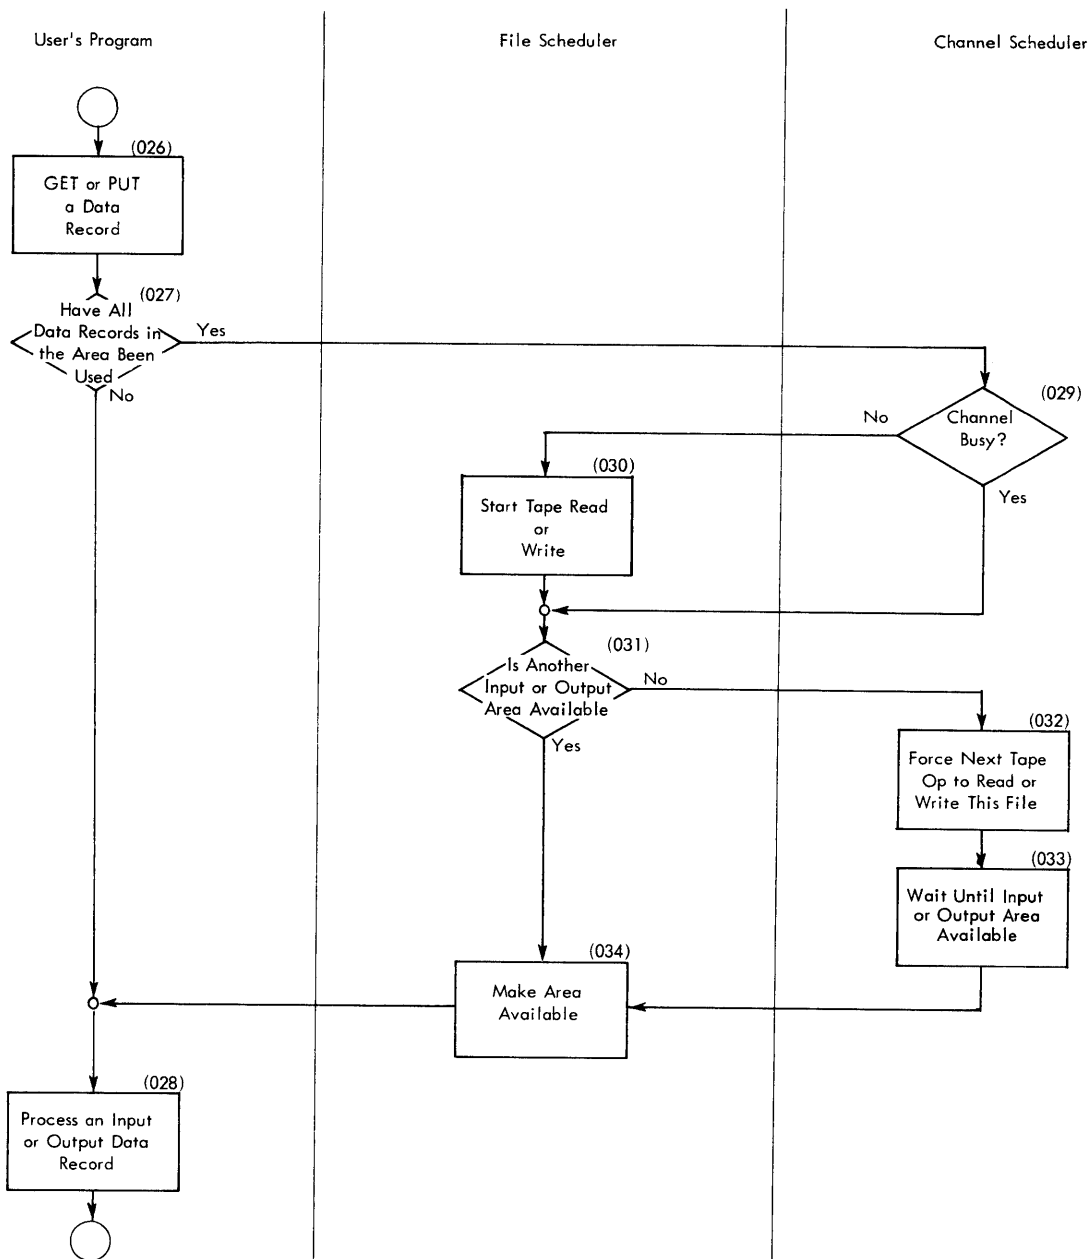 User's Program
File Scheduler
Channel Scheduler
(026)
GET or PUT
a Data
Record
(027)
Have All
Data Records in
the Area Been
Used
Yes
No
(029)
Channel
Busy?
No
Yes
(030)
Start Tape Read
or
Write
(031)
Is Another
Input or Output
Area Available
No
Yes
(032)
Force Next Tape
Op to Read or
Write This File
(033)
Wait Until Input
or Output Area
Available
(034)
Make Area
Available
(028)
Process an Input
or Output Data
Record